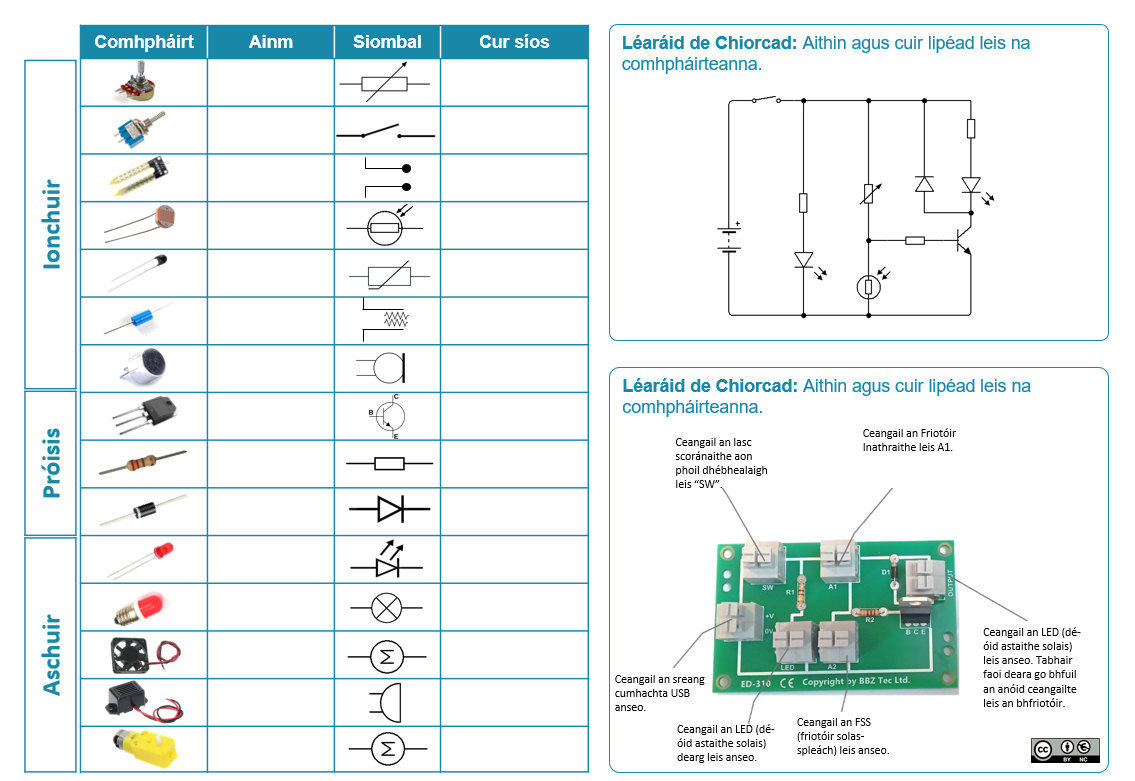 Comhpháirt Ainm Siombal Cur síos
Ionchuir
Próisis
Aschuir
C
B
E
Léaráid de Chiorcad: Aithin agus cuir lipéad leis na
comhpháirteanna.
+
Léaráid de Chiorcad: Aithin agus cuir lipéad leis na
comhpháirteanna.
Ceangail an lasc
scoránaithe aon
phoil dhébhealaigh
leis “SW”.
Ceangail an Friotóir
Inathraithe leis A1.
SW
R1
A1
D1
OUTPUT
+V
0V
R2
B C E
LED
A2
ED-310 CE Copyright by BBZ Tec Ltd.
Ceangail an sreang
cumhachta USB
anseo.
Ceangail an LED (dé-
óid astaithe solais)
dearg leis anseo.
Ceangail an FSS
(friotóir solas-
spleách) leis anseo.
Ceangail an LED (dé-
óid astaithe solais)
leis anseo. Tabhair
faoi deara go bhfuil
an anóid ceangailte
leis an bhfriotóir.
cc
BY NC